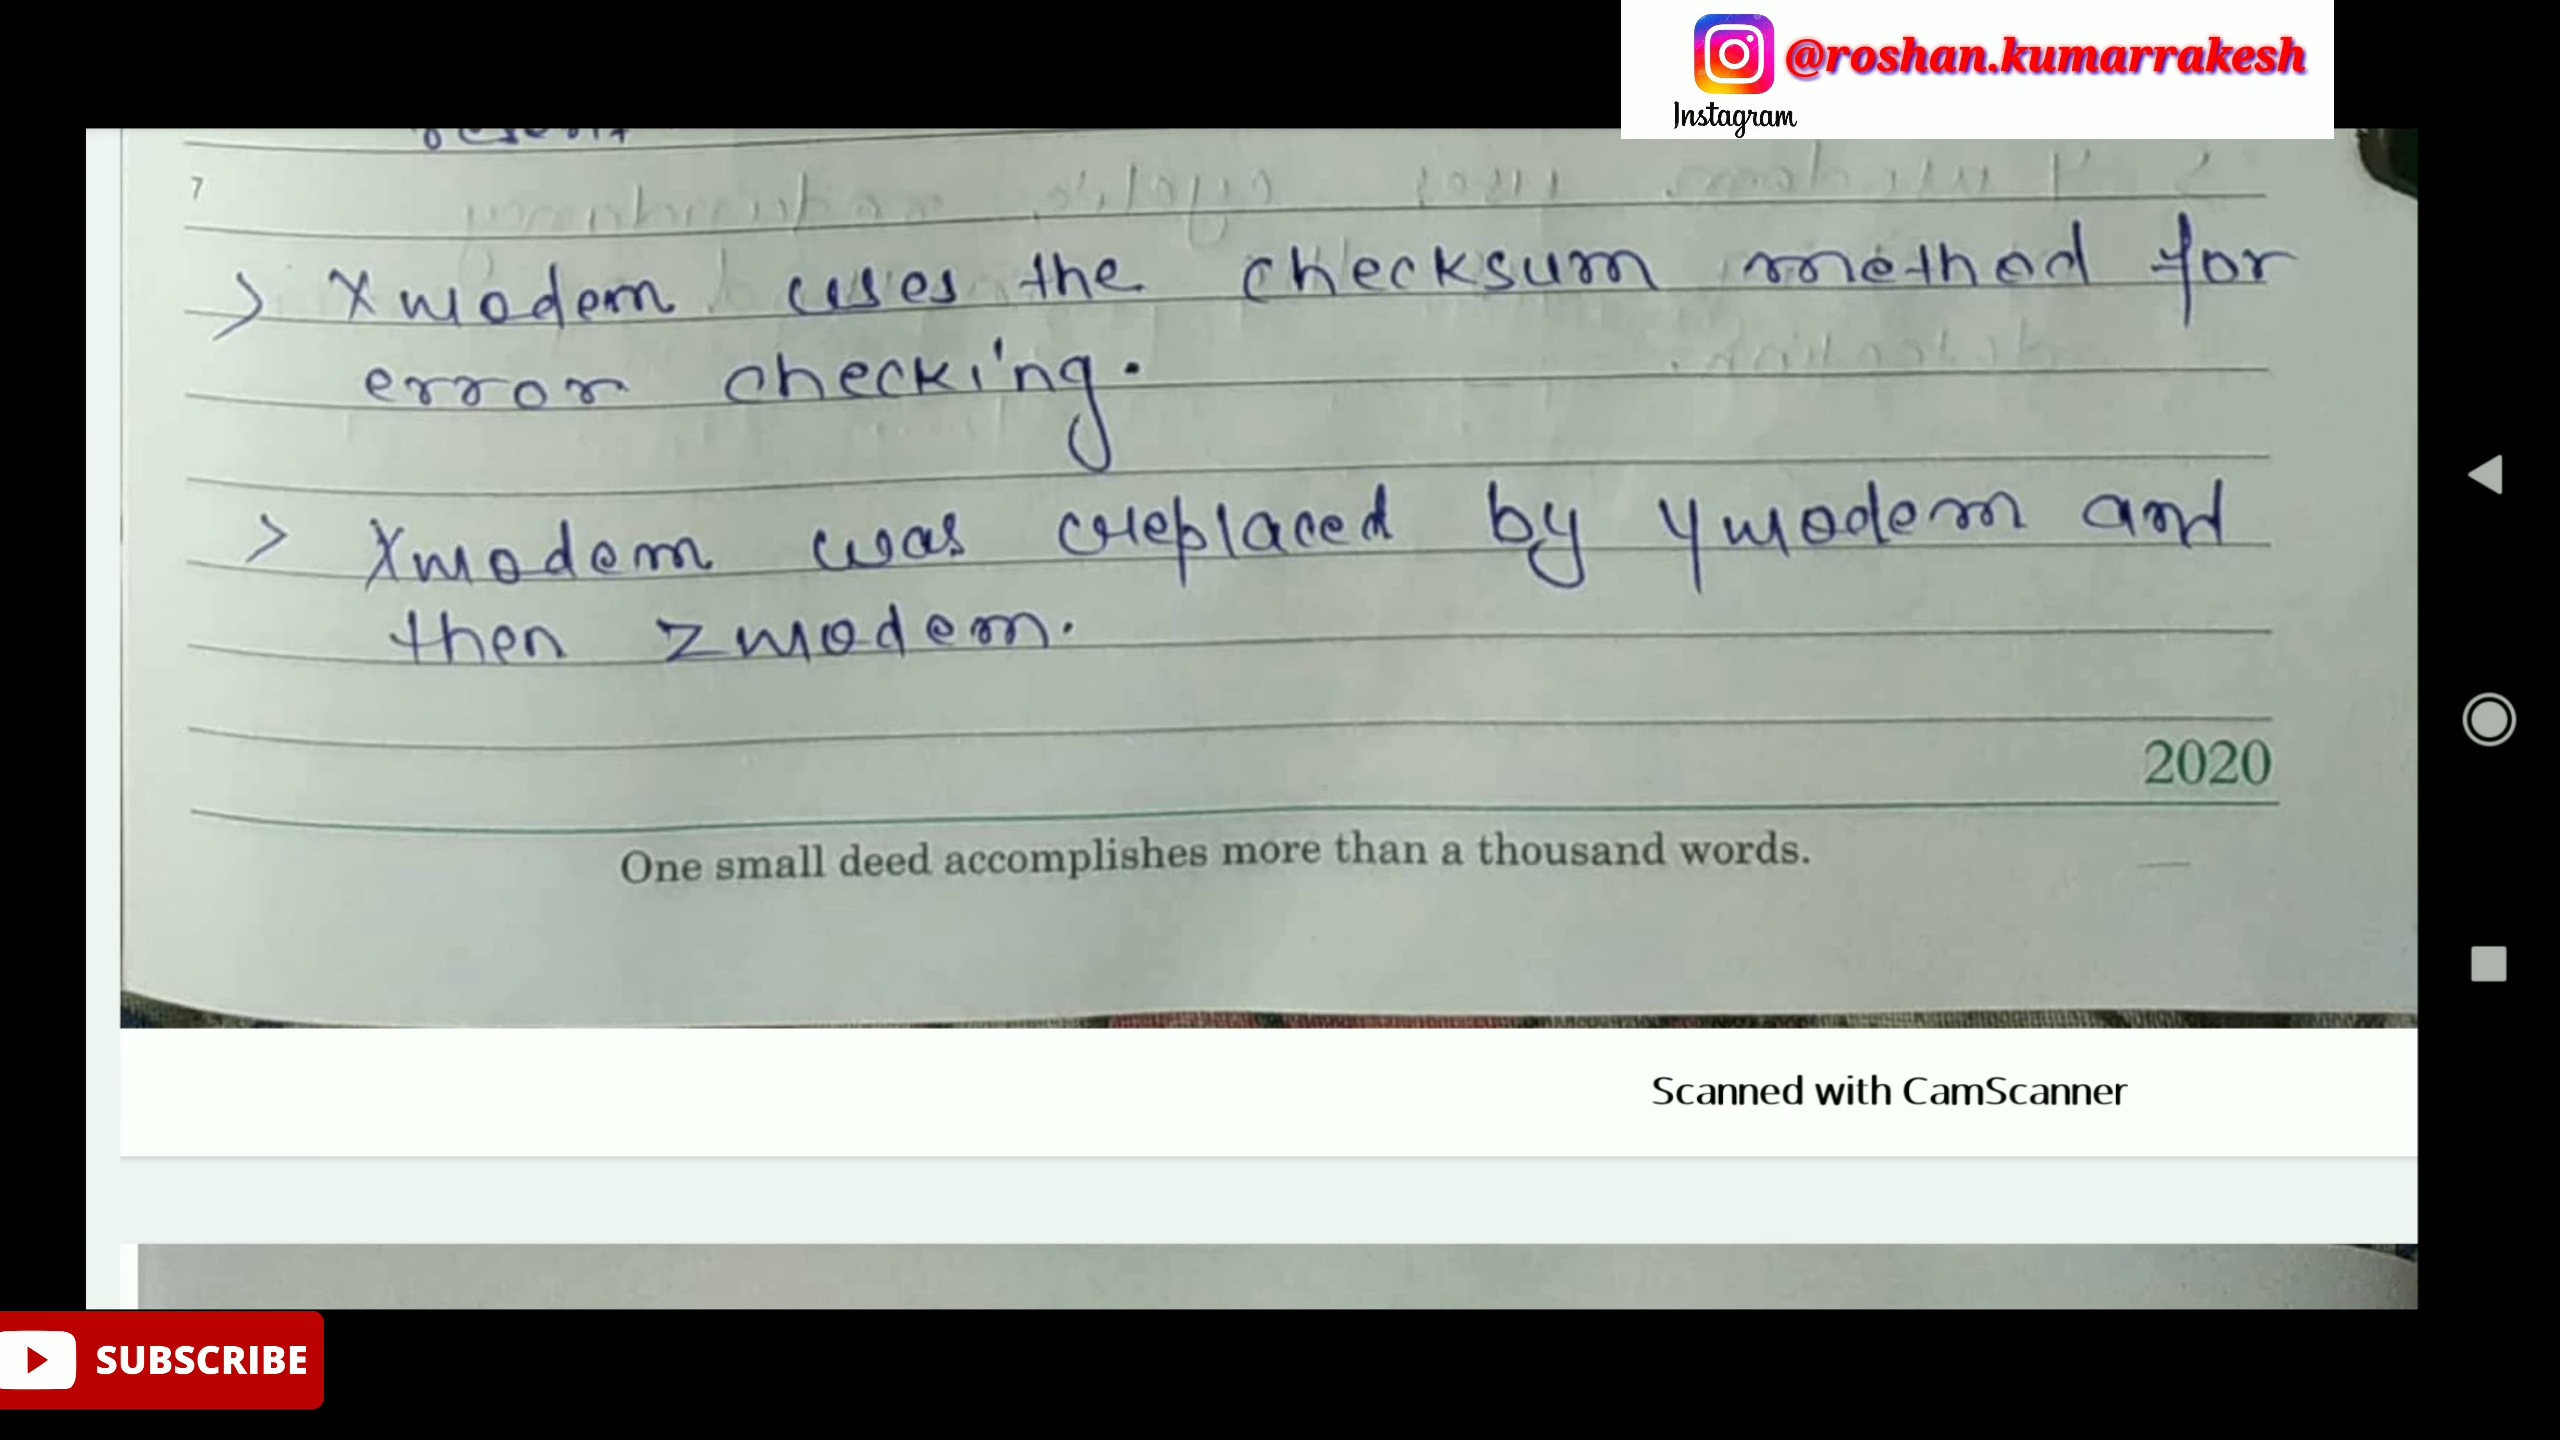 @roshan.kumarrakesh
Instagram
7
> Xmodem uses the checksum method for
error checking.
> Xmodem was replaced by Ymodem and
then Zmodem.
2020
One small deed accomplishes more than a thousand words.
Scanned with CamScanner
SUBSCRIBE